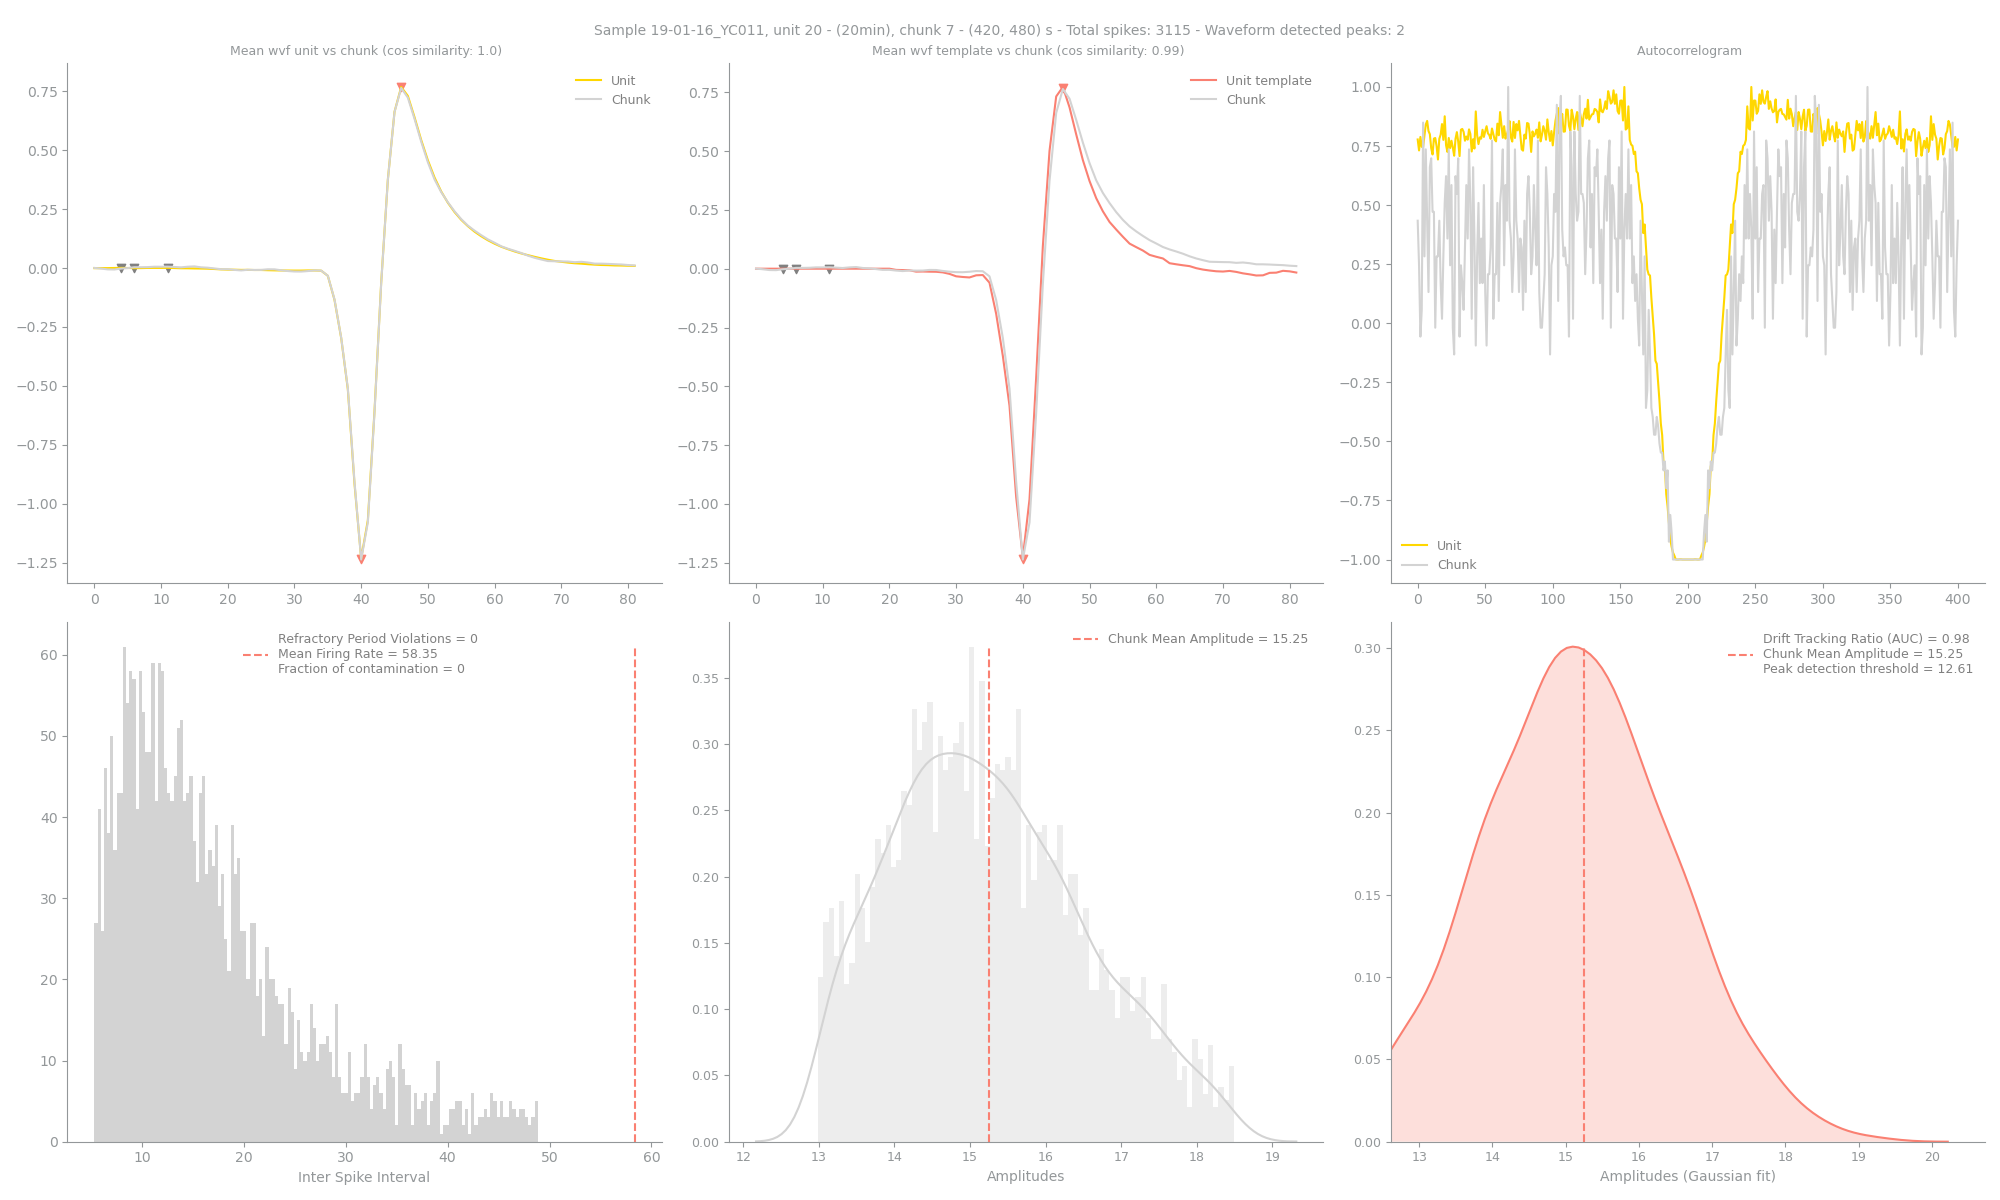 Sample 19-01-16_YC011, unit 20 - (20min), chunk 7 - (420, 480) s - Total spikes: 3115 - Waveform detected peaks: 2
Mean wvf unit vs chunk (cos similarity: 1.0)
Unit
Chunk
0.75
0.50
0.25
0.00
−0.25
−0.50
−0.75
−1.00
−1.25
0 10 20 30 40 50 60 70 80
Mean wvf template vs chunk (cos similarity: 0.99)
Unit template
Chunk
0.75
0.50
0.25
0.00
−0.25
−0.50
−0.75
−1.00
−1.25
0 10 20 30 40 50 60 70 80
Autocorrelogram
1.00
0.75
0.50
0.25
0.00
−0.25
−0.50
−0.75
−1.00
Unit
Chunk
0 50 100 150 200 250 300 350 400
Refractory Period Violations = 0
Mean Firing Rate = 58.35
Fraction of contamination = 0
60
50
40
30
20
10
0
10 20 30 40 50 60
Inter Spike Interval
Chunk Mean Amplitude = 15.25
0.35
0.30
0.25
0.20
0.15
0.10
0.05
0.00
12 13 14 15 16 17 18 19
Amplitudes
Drift Tracking Ratio (AUC) = 0.98
Chunk Mean Amplitude = 15.25
Peak detection threshold = 12.61
0.30
0.25
0.20
0.15
0.10
0.05
0.00
13 14 15 16 17 18 19 20
Amplitudes (Gaussian fit)